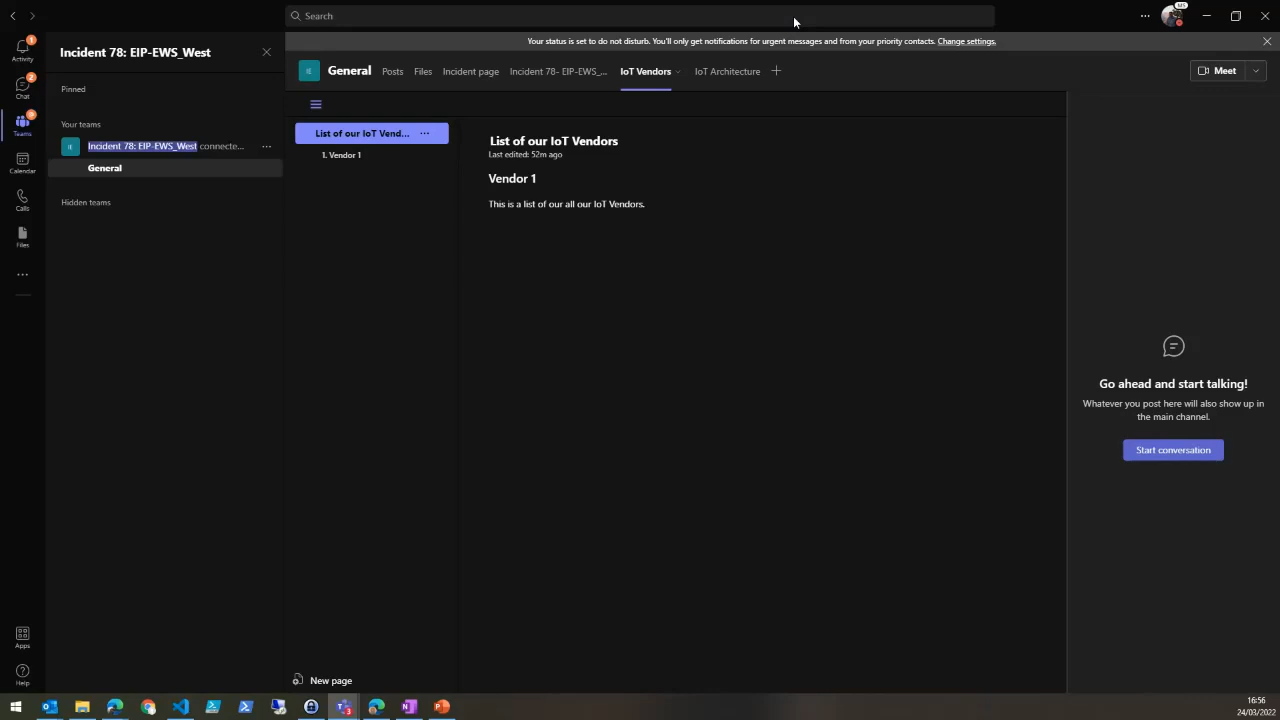 Search
MS
Your status is set to do not disturb. You'll only get notifications for urgent messages and from your priority contacts. Change settings.
1
Activity
2
Chat
Teams
Calendar
Calls
Files
Apps
Help
Incident 78: EIP-EWS_West
Pinned
Your teams
IE
Incident 78: EIP-EWS_West connecte...
General
Hidden teams
IE
General
Posts
Files
Incident page
Incident 78- EIP-EWS_...
IoT Vendors
IoT Architecture
Meet
List of our IoT Vend...
1. Vendor 1
List of our IoT Vendors
Last edited: 52m ago
Vendor 1
This is a list of our all our IoT Vendors.
Go ahead and start talking!
Whatever you post here will also show up in
the main channel.
Start conversation
New page
3
16:56
24/03/2022